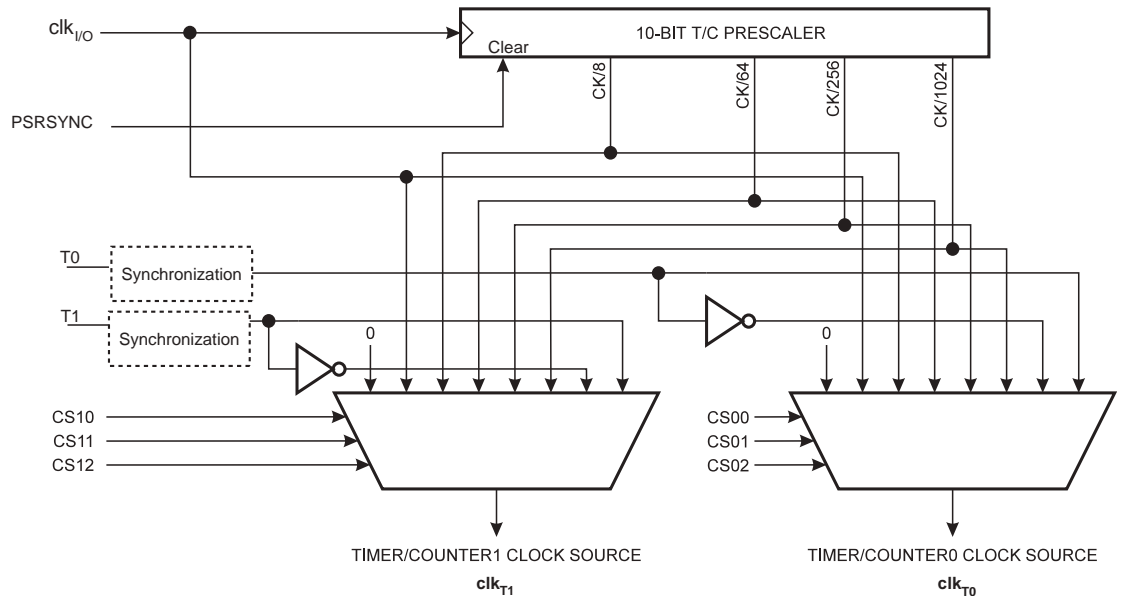 clkI/O
10-BIT T/C PRESCALER
Clear
CK/8
CK/64
CK/256
CK/1024
PSRSYNC
T0
Synchronization
T1
Synchronization
0
0
CS10
CS11
CS12
CS00
CS01
CS02
TIMER/COUNTER1 CLOCK SOURCE
clkT1
TIMER/COUNTER0 CLOCK SOURCE
clkT0